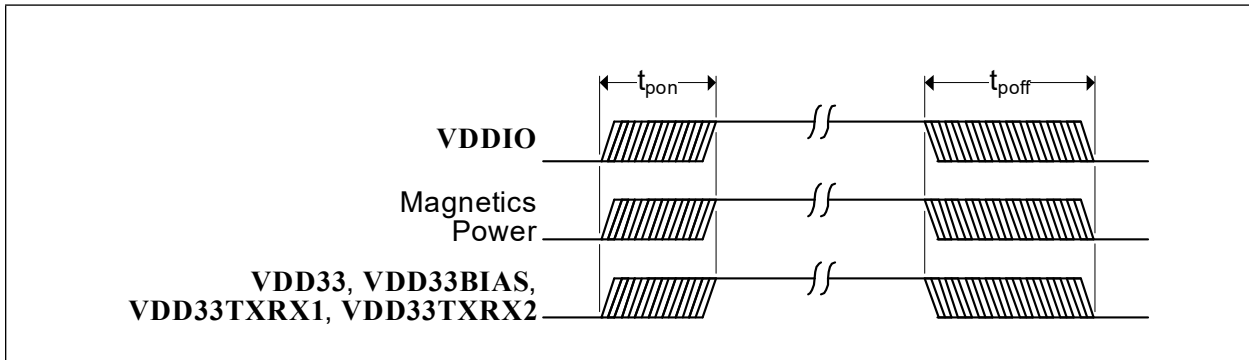 tpon
tpoff
VDDIO
Magnetics
Power
VDD33, VDD33BIAS,
VDD33TXRX1, VDD33TXRX2